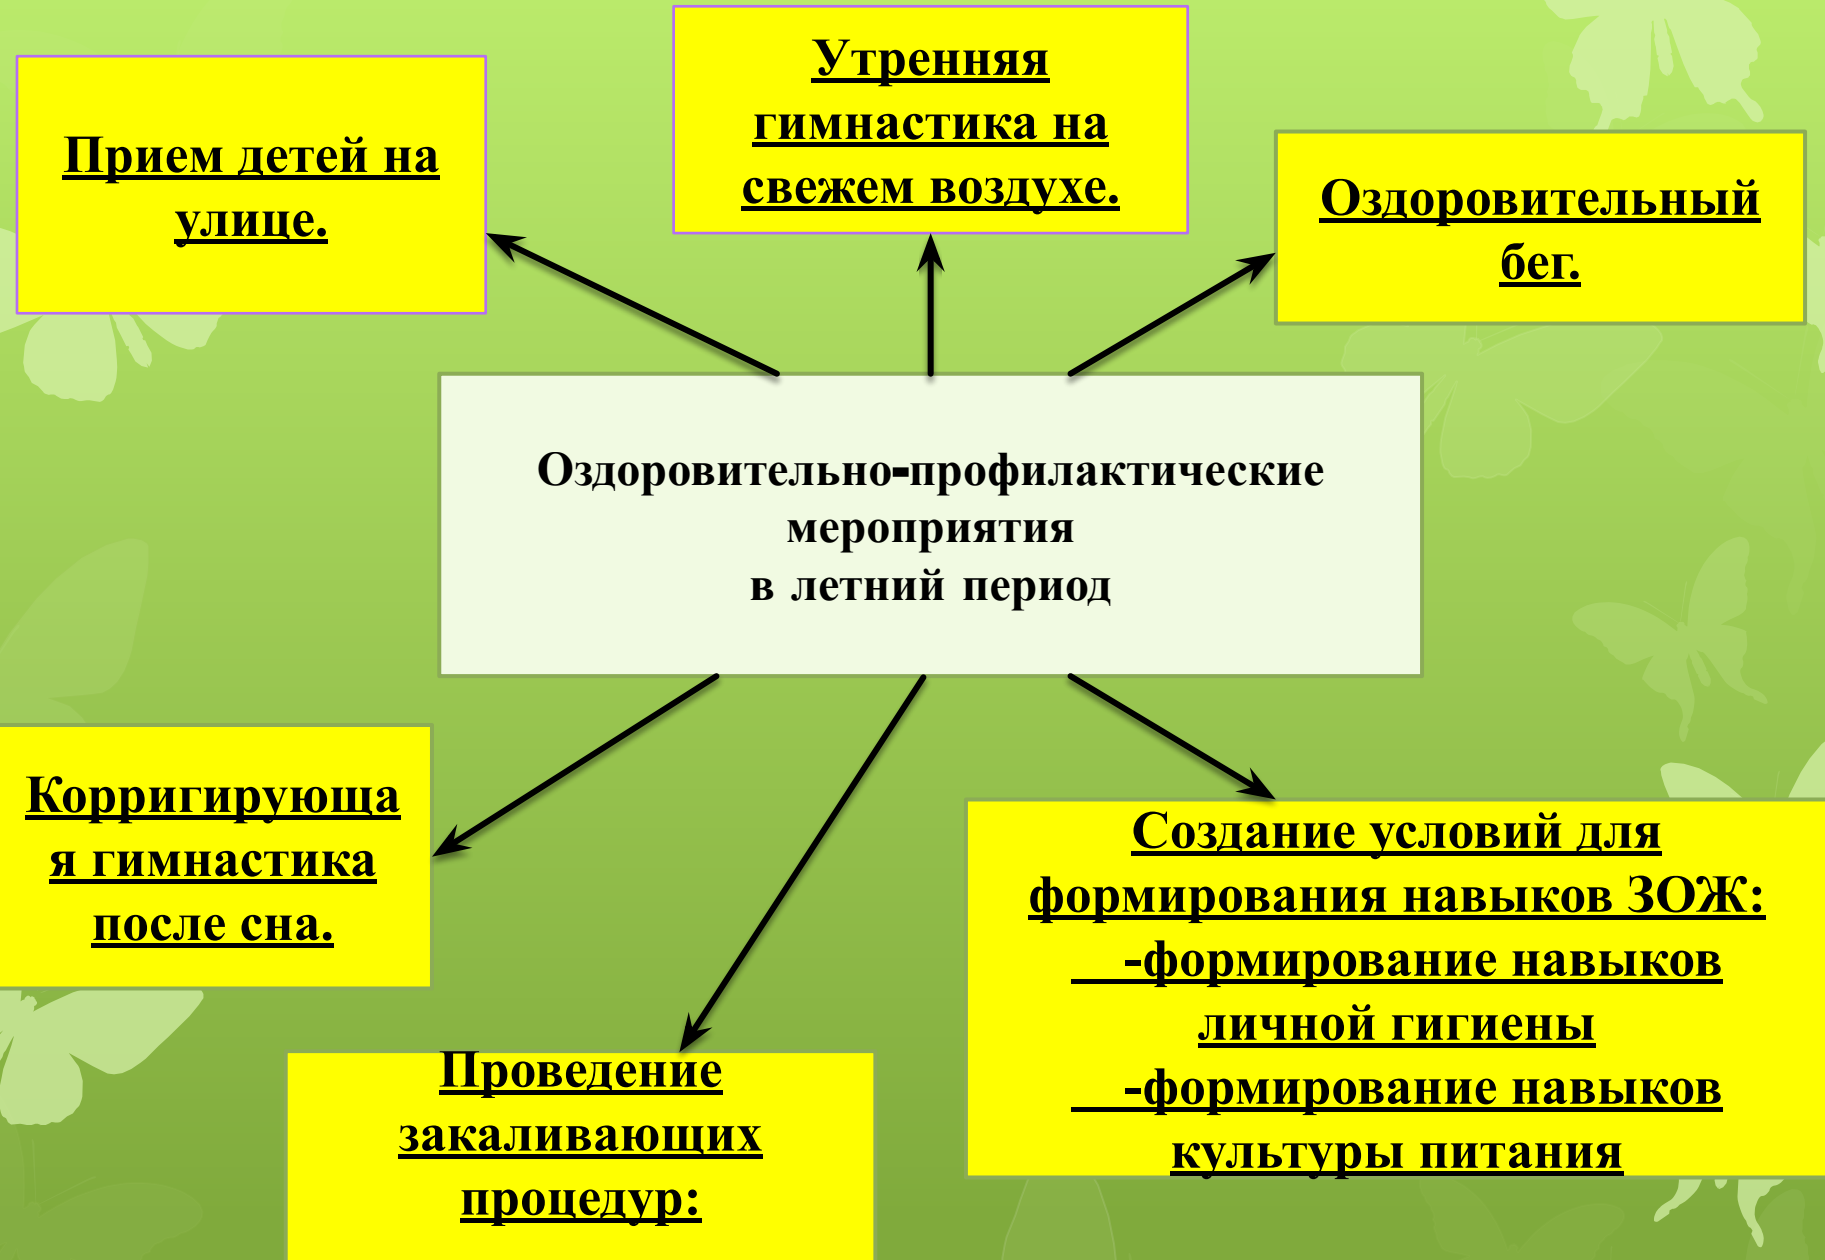 Прием детей на
улице.
Утренняя
гимнастика на
свежем воздухе.
Оздоровительный
бег.
Оздоровительно-профилактические
мероприятия
в летний период
Корригирующа
я гимнастика
после сна.
Проведение
закаливающих
процедур:
Создание условий для
формирования навыков ЗОЖ:
-формирование навыков
личной гигиены
-формирование навыков
культуры питания